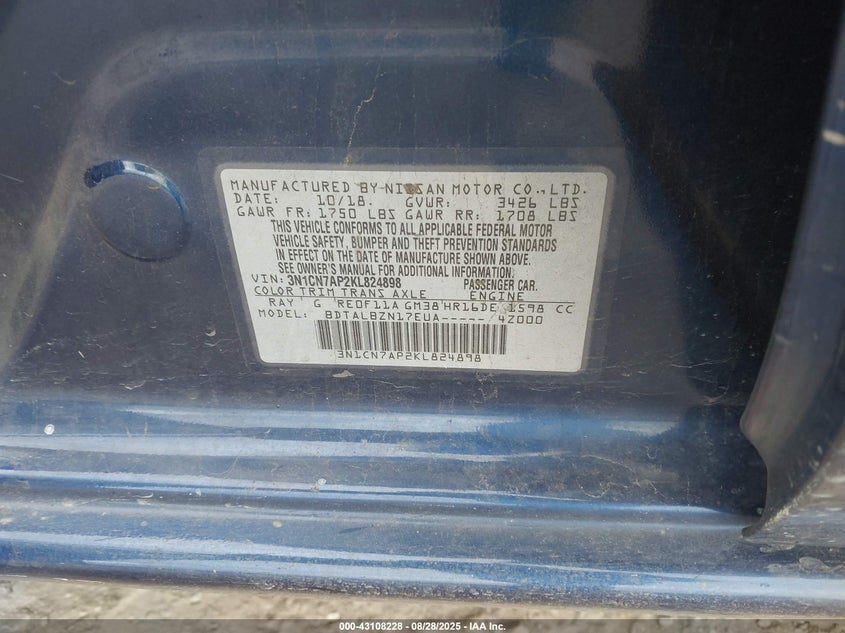 MANUFACTURED BY NISSAN MOTOR CO.,LTD.
DATE: 10/18. GVWR: 3426 LBS
GAWR FR: 1750 LBS GAWR RR: 1708 LBS
THIS VEHICLE CONFORMS TO ALL APPLICABLE FEDERAL MOTOR
VEHICLE SAFETY, BUMPER AND THEFT PREVENTION STANDARDS
IN EFFECT ON THE DATE OF MANUFACTURE SHOWN ABOVE.
SEE OWNER'S MANUAL FOR ADDITIONAL INFORMATION.
VIN: 3N1CN7AP2KL824898 PASSENGER CAR.
COLOR TRIM TRANS AXLE ENGINE
RAY G RE0F11A GM38 HR16DE 1598 CC
MODEL: BDTALBZN17EUA----- 4Z000
3N1CN7AP2KL824898
000-43108228 - 08/28/2025 - IAA Inc.